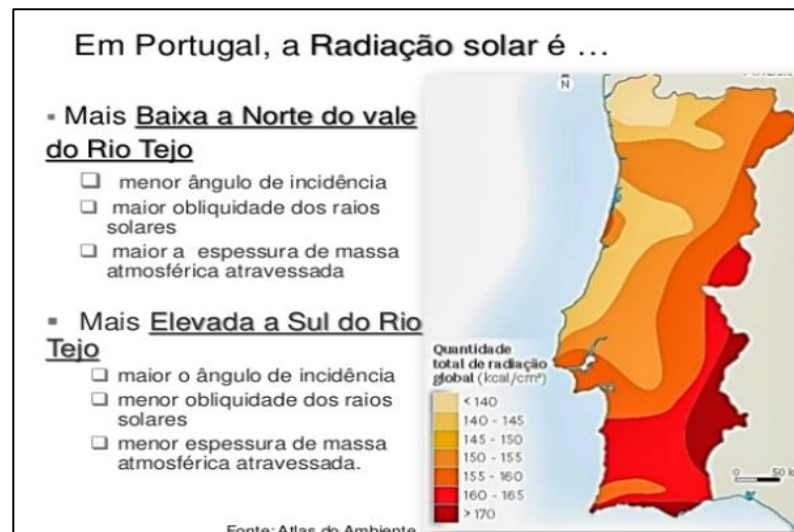 Em Portugal, a Radiação solar é ...
▪ Mais Baixa a Norte do vale
do Rio Tejo
❑ menor ângulo de incidência
❑ maior obliquidade dos raios
solares
❑ maior a espessura de massa
atmosférica atravessada
▪ Mais Elevada a Sul do Rio
Tejo
❑ maior o ângulo de incidência
❑ menor obliquidade dos raios
solares
❑ menor espessura de massa
atmosférica atravessada.
N
Quantidade
total de radiação
global (kcal/cm²)
< 140
140 - 145
145 - 150
150 - 155
155 - 160
160 - 165
> 170
0 50 k
Fonte: Atlas do Ambiente